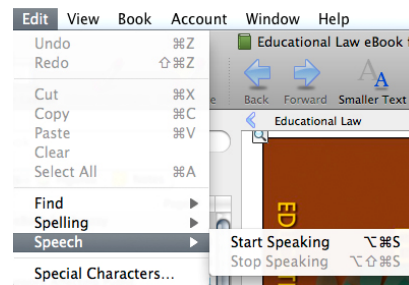 Edit View Book Account Window Help
Undo ⌘Z
Redo ⇧⌘Z
Cut ⌘X
Copy ⌘C
Paste ⌘V
Clear
Select All ⌘A
Find
Spelling
Speech
Special Characters...
Start Speaking ⌥⌘S
Stop Speaking ⌥⇧⌘S
Educational Law eBook
Back Forward Smaller Text
Educational Law
ED